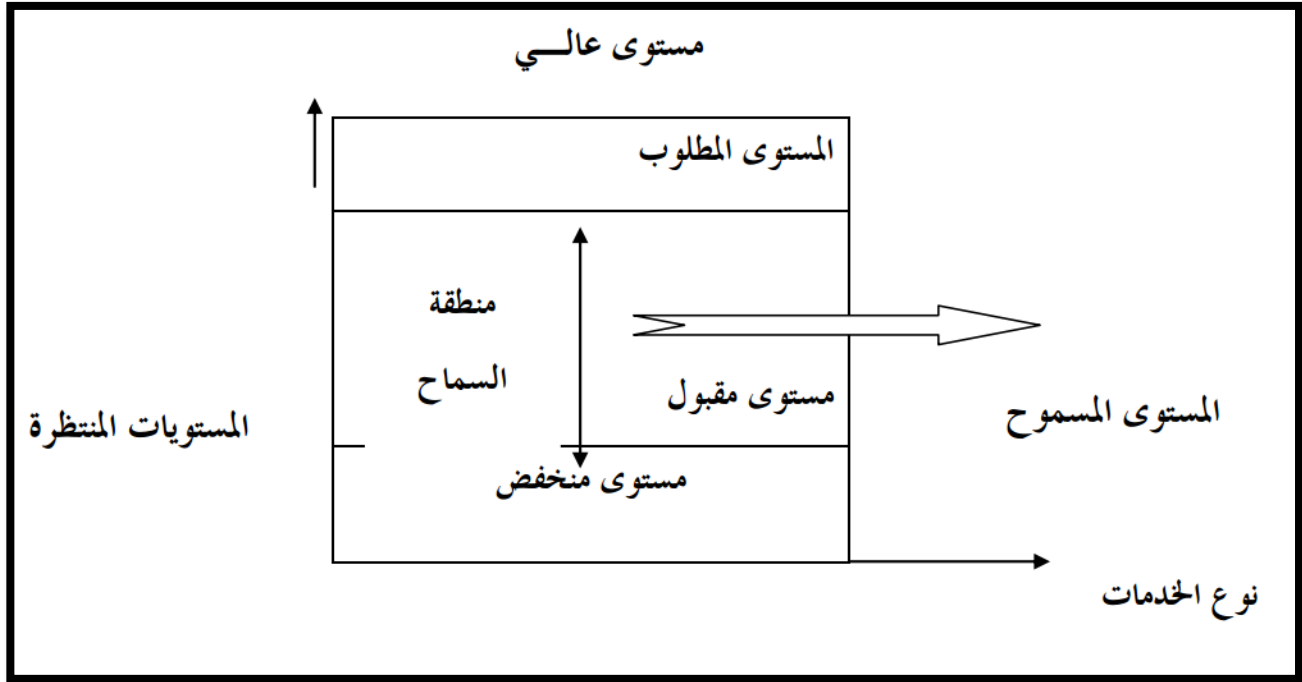 مستوى عالـــي
المستوى المطلوب
منطقة
السماح
مستوى مقبول
المستوى المسموح
المستويات المنتظرة
مستوى منخفض
نوع الخدمات